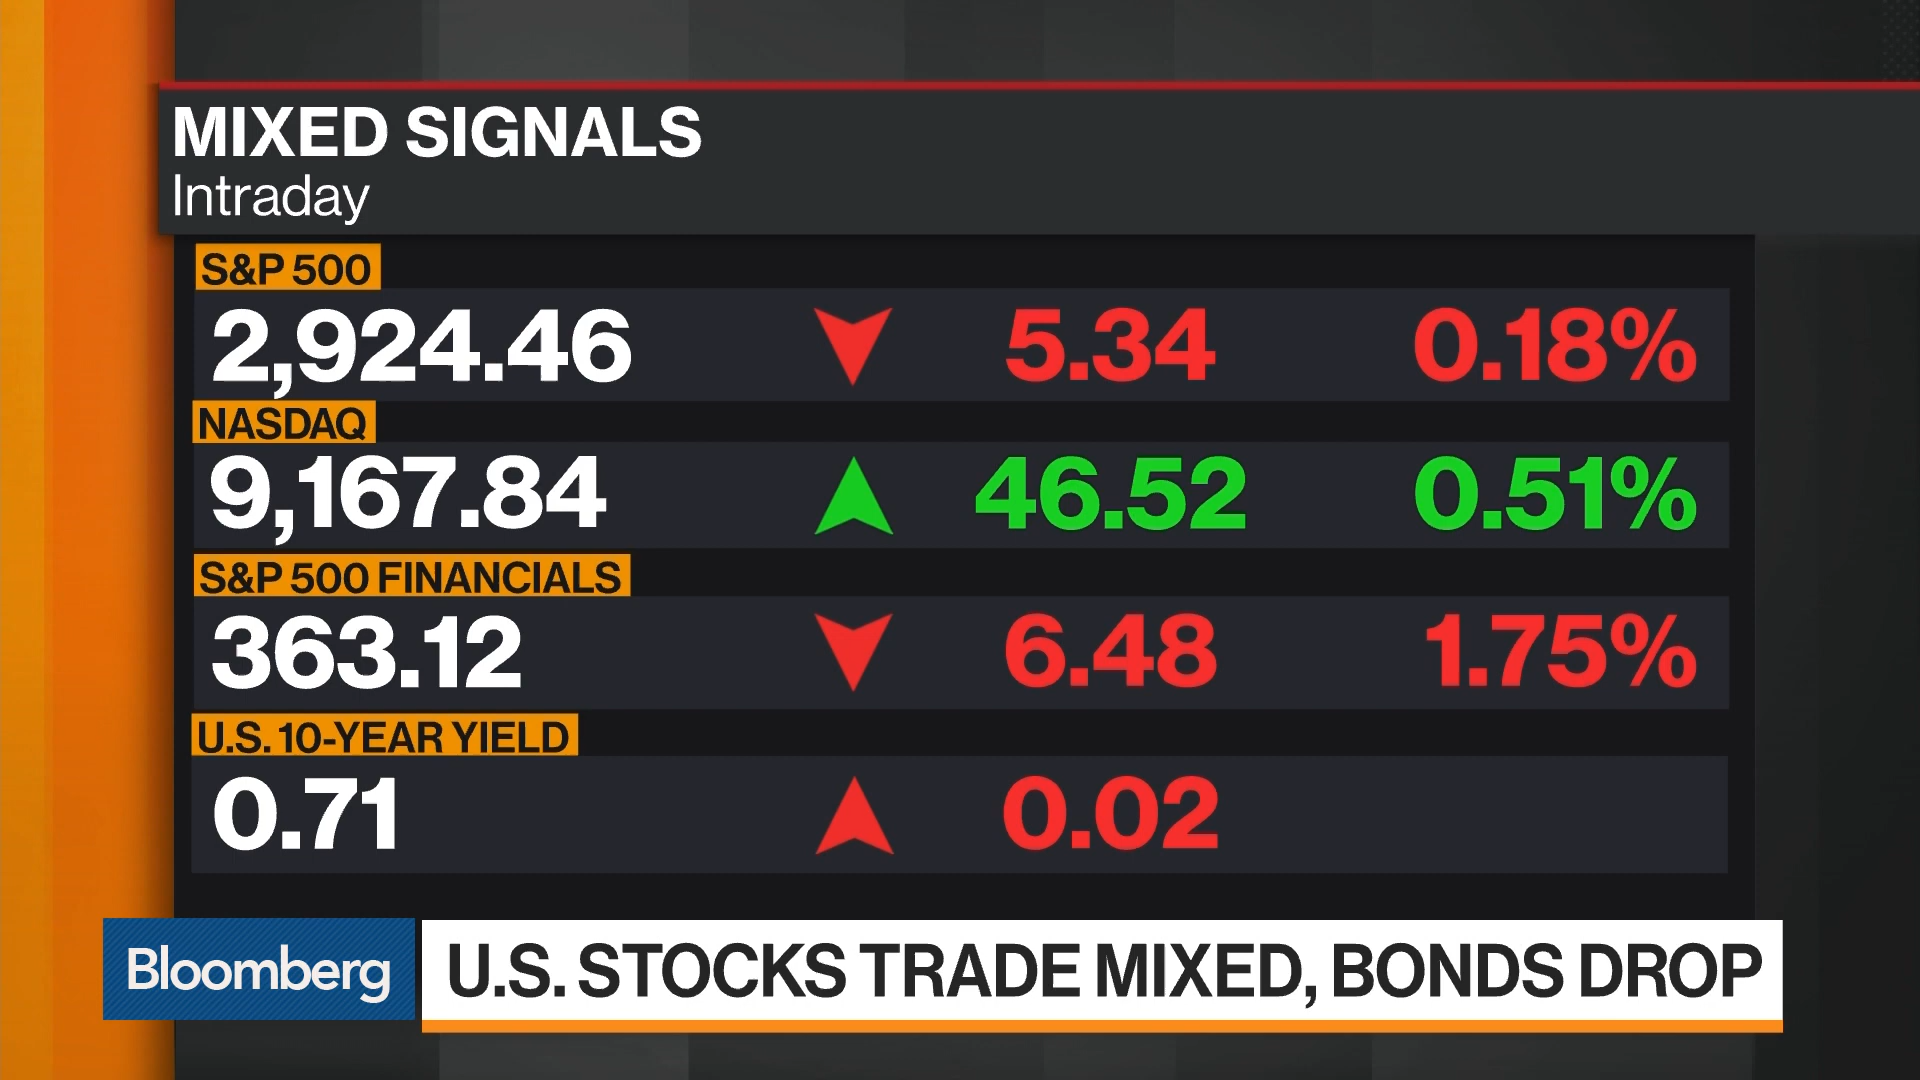 MIXED SIGNALS
Intraday
S&P 500
2,924.46 5.34 0.18%
NASDAQ
9,167.84 46.52 0.51%
S&P 500 FINANCIALS
363.12 6.48 1.75%
U.S. 10-YEAR YIELD
0.71 0.02
Bloomberg U.S. STOCKS TRADE MIXED, BONDS DROP